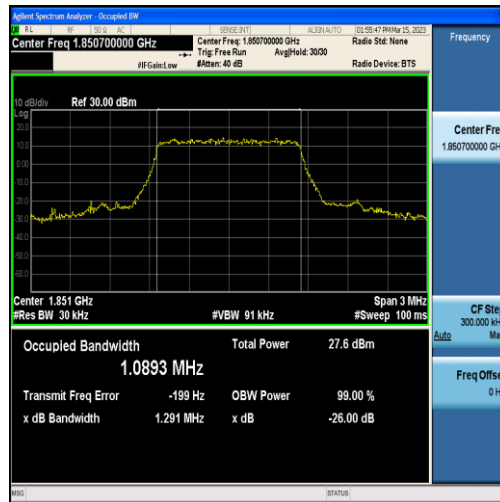 Agilent Spectrum Analyzer - Occupied BW
RL RF 50 Ω AC SENSE:INT ALIGN AUTO 01:55:47 PM Mar 15, 2023
Center Freq 1.850700000 GHz
Center Freq: 1.850700000 GHz
Radio Std: None
Trig: Free Run Avg|Hold: 30/30
#IFGain:Low #Atten: 40 dB Radio Device: BTS
10 dB/div Ref 30.00 dBm
Log
20.0
10.0
0.00
-10.0
-20.0
-30.0
-40.0
-50.0
-60.0
Center 1.851 GHz Span 3 MHz
#Res BW 30 kHz #VBW 91 kHz #Sweep 100 ms
Occupied Bandwidth Total Power 27.6 dBm
1.0893 MHz
Transmit Freq Error -199 Hz OBW Power 99.00 %
x dB Bandwidth 1.291 MHz x dB -26.00 dB
MSG STATUS
Frequency
Center Fre
1.850700000 GH
CF Ste
300.000 kH
Auto Ma
Freq Offse
0 H